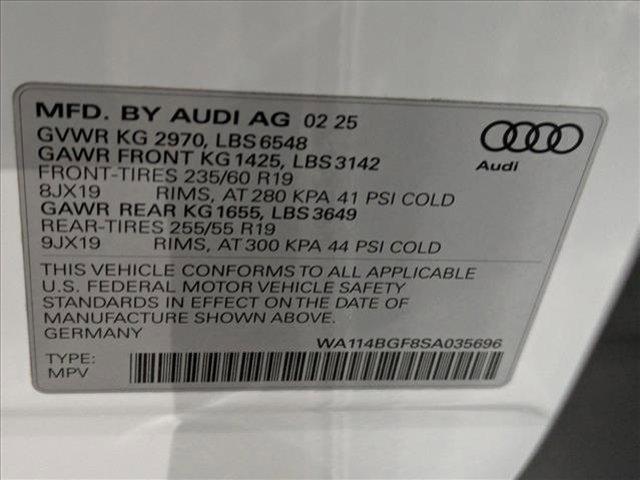 MFD. BY AUDI AG 02 25
GVWR KG 2970, LBS 6548
GAWR FRONT KG 1425, LBS 3142
FRONT-TIRES 235/60 R19
8JX19 RIMS, AT 280 KPA 41 PSI COLD
GAWR REAR KG 1655, LBS 3649
REAR-TIRES 255/55 R19
9JX19 RIMS, AT 300 KPA 44 PSI COLD
Audi
THIS VEHICLE CONFORMS TO ALL APPLICABLE
U.S. FEDERAL MOTOR VEHICLE SAFETY
STANDARDS IN EFFECT ON THE DATE OF
MANUFACTURE SHOWN ABOVE.
GERMANY WA114BGF8SA035696
TYPE:
MPV